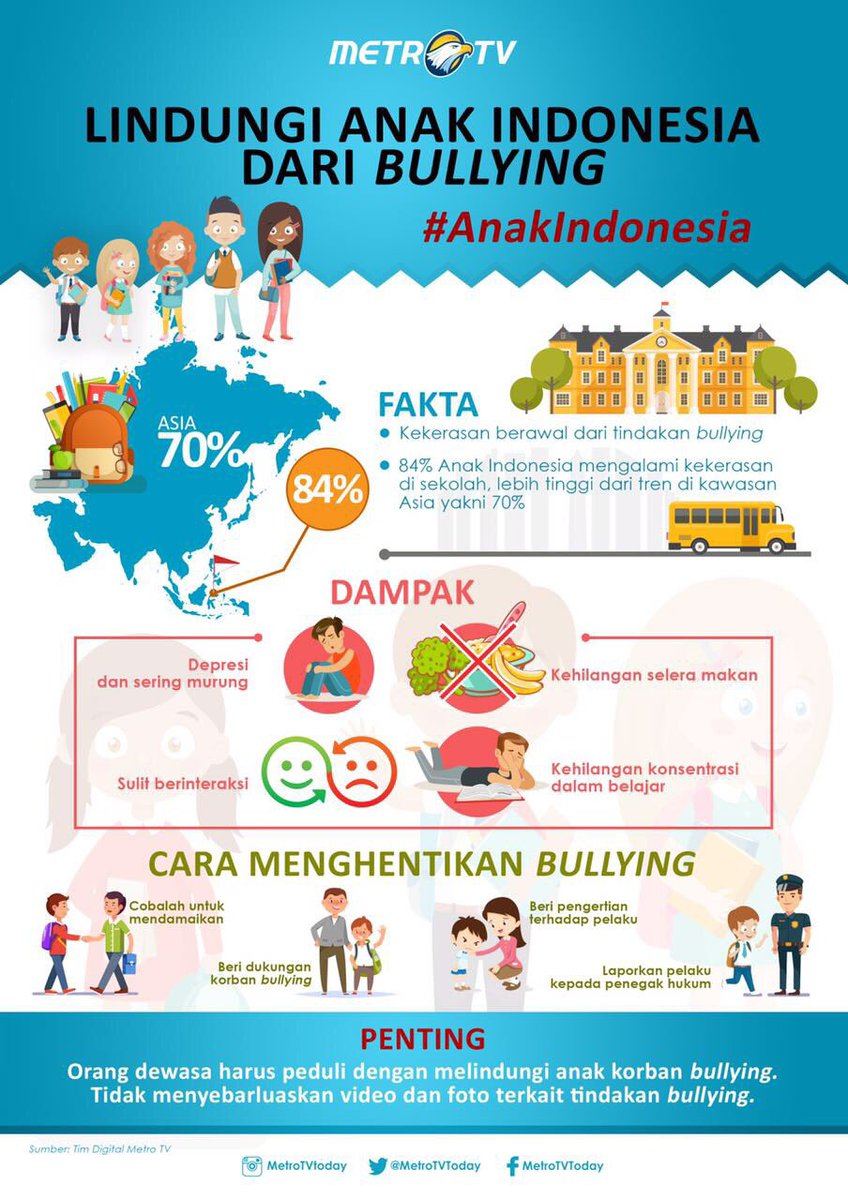 METRO TV
LINDUNGI ANAK INDONESIA
DARI BULLYING
#AnakIndonesia
ASIA
70%
84%
FAKTA
• Kekerasan berawal dari tindakan bullying
• 84% Anak Indonesia mengalami kekerasan
di sekolah, lebih tinggi dari tren di kawasan
Asia yakni 70%
DAMPAK
Depresi
dan sering murung
Kehilangan selera makan
Sulit berinteraksi
Kehilangan konsentrasi
dalam belajar
CARA MENGHENTIKAN BULLYING
Cobalah untuk
mendamaikan
Beri dukungan
korban bullying
Beri pengertian
terhadap pelaku
Laporkan pelaku
kepada penegak hukum
PENTING
Orang dewasa harus peduli dengan melindungi anak korban bullying.
Tidak menyebarluaskan video dan foto terkait tindakan bullying.
Sumber: Tim Digital Metro TV
MetroTVtoday
@MetroTVToday
MetroTVToday